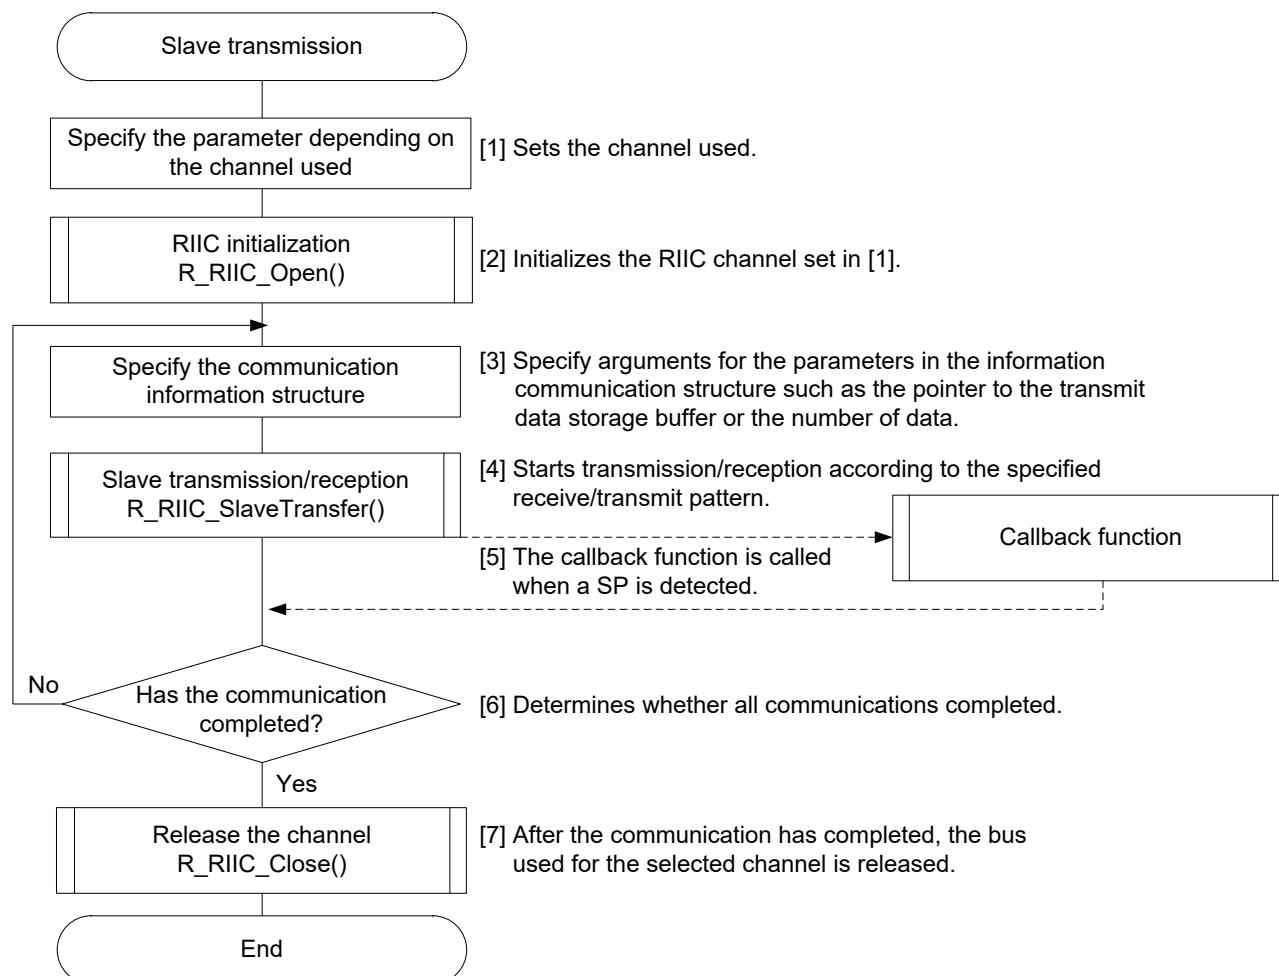 Slave transmission
Specify the parameter depending on
the channel used
[1] Sets the channel used.
RIIC initialization
R_RIIC_Open()
[2] Initializes the RIIC channel set in [1].
Specify the communication
information structure
[3] Specify arguments for the parameters in the information
communication structure such as the pointer to the transmit
data storage buffer or the number of data.
Slave transmission/reception
R_RIIC_SlaveTransfer()
[4] Starts transmission/reception according to the specified
receive/transmit pattern.
Callback function
[5] The callback function is called
when a SP is detected.
No
Has the communication
completed?
[6] Determines whether all communications completed.
Yes
Release the channel
R_RIIC_Close()
[7] After the communication has completed, the bus
used for the selected channel is released.
End